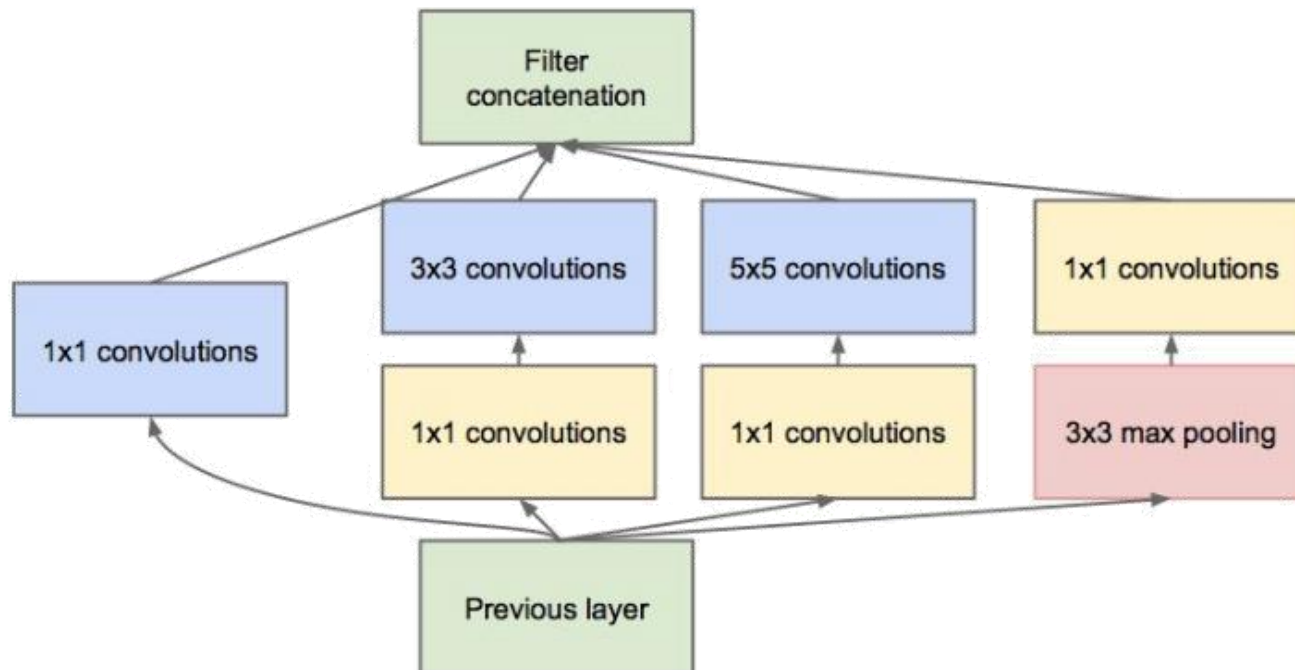 Filter
concatenation
3x3 convolutions
5x5 convolutions
1x1 convolutions
1x1 convolutions
1x1 convolutions
1x1 convolutions
3x3 max pooling
Previous layer